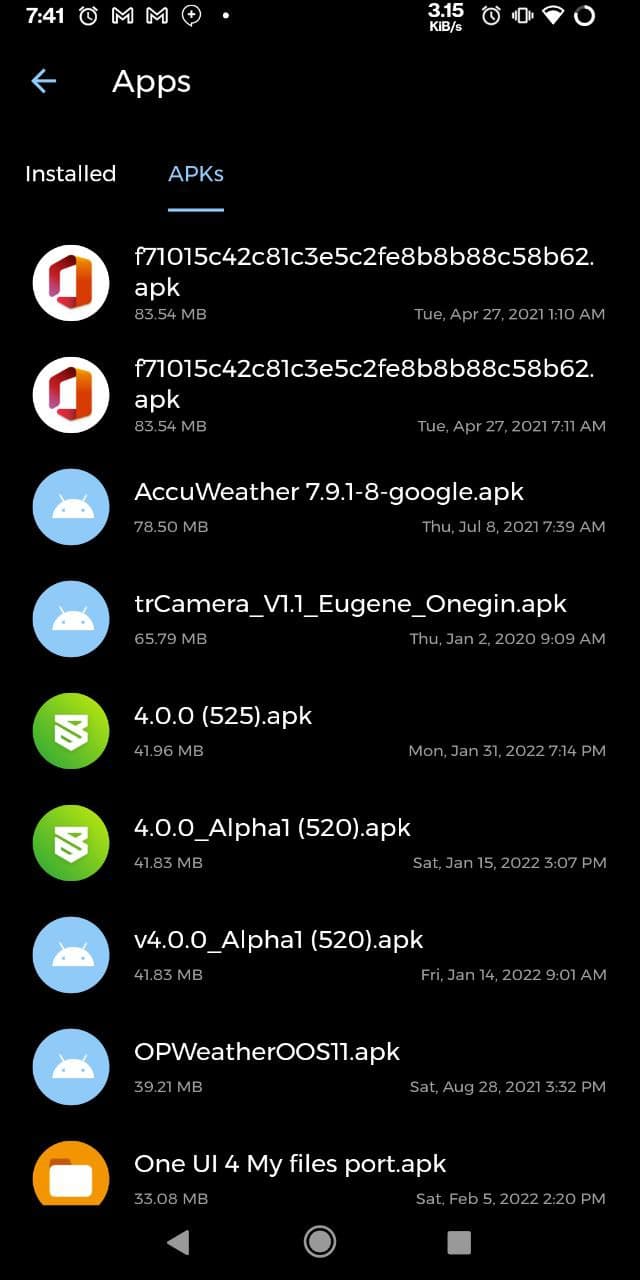 7:41
3.15
KiB/s
Apps
Installed
APKs
f71015c42c81c3e5c2fe8b8b88c58b62.
apk
83.54 MB
Tue, Apr 27, 2021 1:10 AM
f71015c42c81c3e5c2fe8b8b88c58b62.
apk
83.54 MB
Tue, Apr 27, 2021 7:11 AM
AccuWeather 7.9.1-8-google.apk
78.50 MB
Thu, Jul 8, 2021 7:39 AM
trCamera_V1.1_Eugene_Onegin.apk
65.79 MB
Thu, Jan 2, 2020 9:09 AM
4.0.0 (525).apk
41.96 MB
Mon, Jan 31, 2022 7:14 PM
4.0.0_Alpha1 (520).apk
41.83 MB
Sat, Jan 15, 2022 3:07 PM
v4.0.0_Alpha1 (520).apk
41.83 MB
Fri, Jan 14, 2022 9:01 AM
OPWeatherOOS11.apk
39.21 MB
Sat, Aug 28, 2021 3:32 PM
One UI 4 My files port.apk
33.08 MB
Sat, Feb 5, 2022 2:20 PM